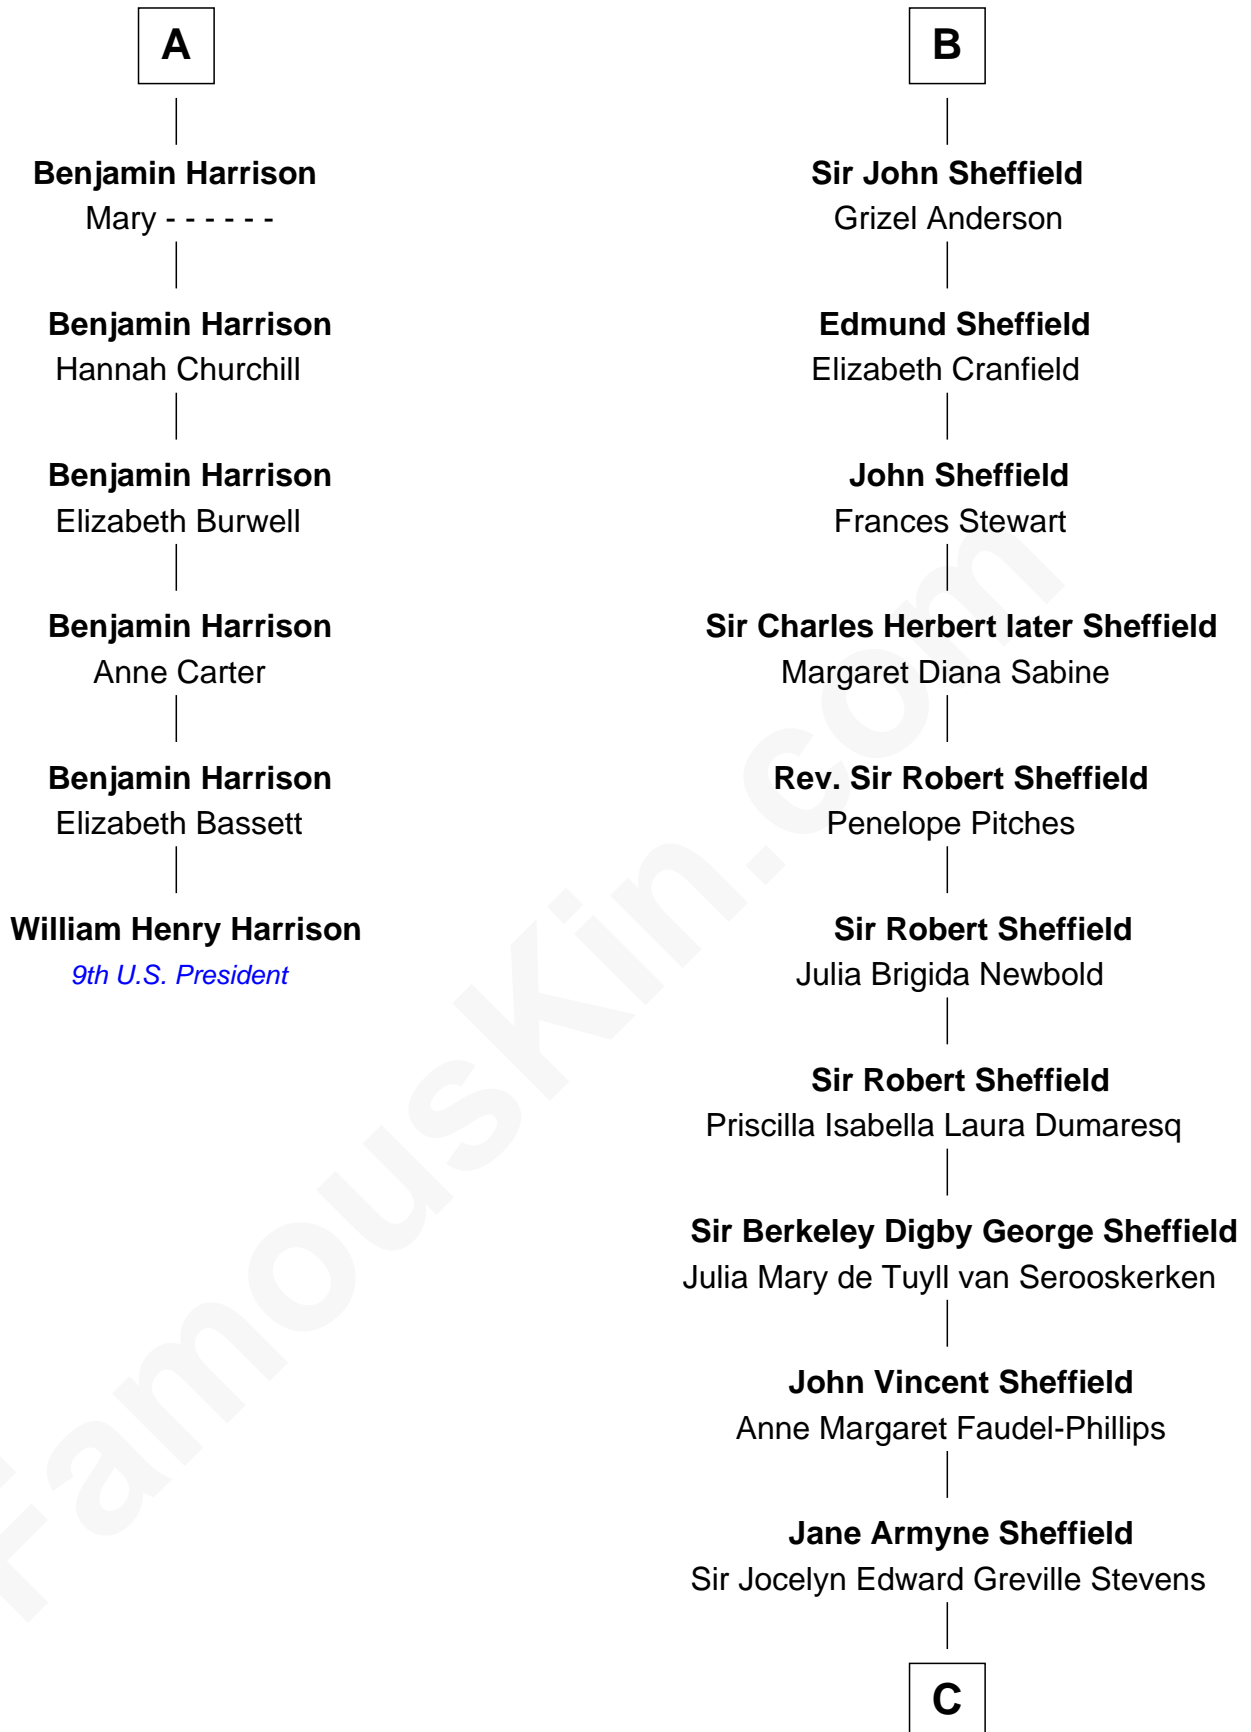 A
Benjamin Harrison
Mary - - - - - -
Benjamin Harrison
Hannah Churchill
Benjamin Harrison
Elizabeth Burwell
Benjamin Harrison
Anne Carter
Benjamin Harrison
Elizabeth Bassett
William Henry Harrison
9th U.S. President
B
Sir John Sheffield
Grizel Anderson
Edmund Sheffield
Elizabeth Cranfield
John Sheffield
Frances Stewart
Sir Charles Herbert later Sheffield
Margaret Diana Sabine
Rev. Sir Robert Sheffield
Penelope Pitches
Sir Robert Sheffield
Julia Brigida Newbold
Sir Robert Sheffield
Priscilla Isabella Laura Dumaresq
Sir Berkeley Digby George Sheffield
Julia Mary de Tuyll van Serooskerken
John Vincent Sheffield
Anne Margaret Faudel-Phillips
Jane Armyne Sheffield
Sir Jocelyn Edward Greville Stevens
C
FamousKin.com